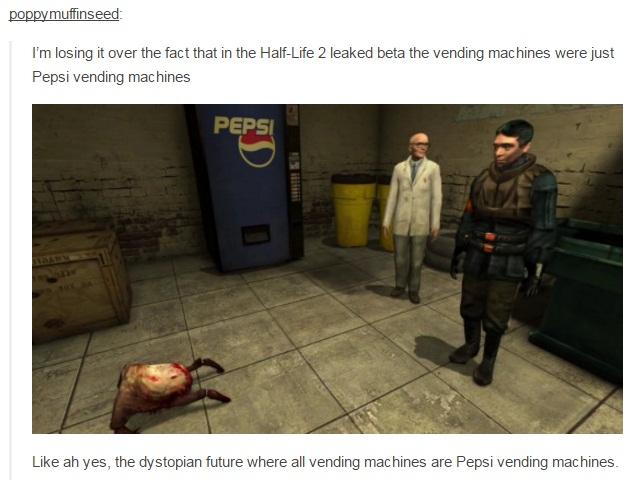 poppymuffinseed:
I'm losing it over the fact that in the Half-Life 2 leaked beta the vending machines were just
Pepsi vending machines
PEPSI
Like ah yes, the dystopian future where all vending machines are Pepsi vending machines.